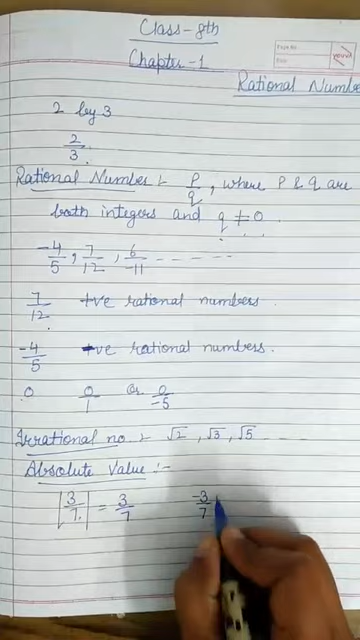 Class-8th
Chapter-1
Rational Number
2 by 3
2/3
Rational Number :- P/q, where P & q are
both integers and q ≠ 0.
-4/5, 7/12, 6/-11 - - - - - -
7/12 +ve rational numbers.
-4/5 -ve rational numbers.
0 0/1 Or 0/-5
Irrational no :- √2, √3, √5 - - - -
Absolute Value :-
|3/7| = 3/7 -3/7